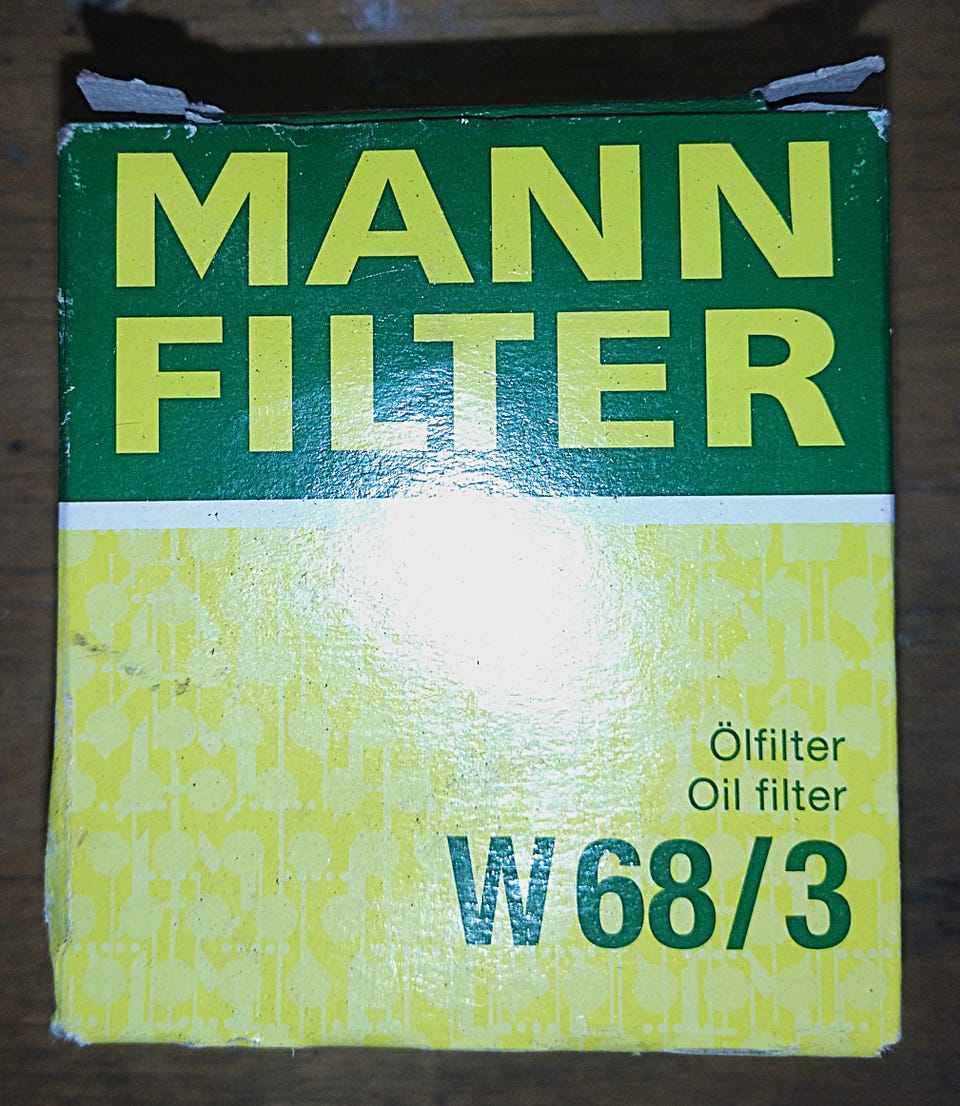 MANN
FILTER
Ölfilter
Oil filter
W 68/3